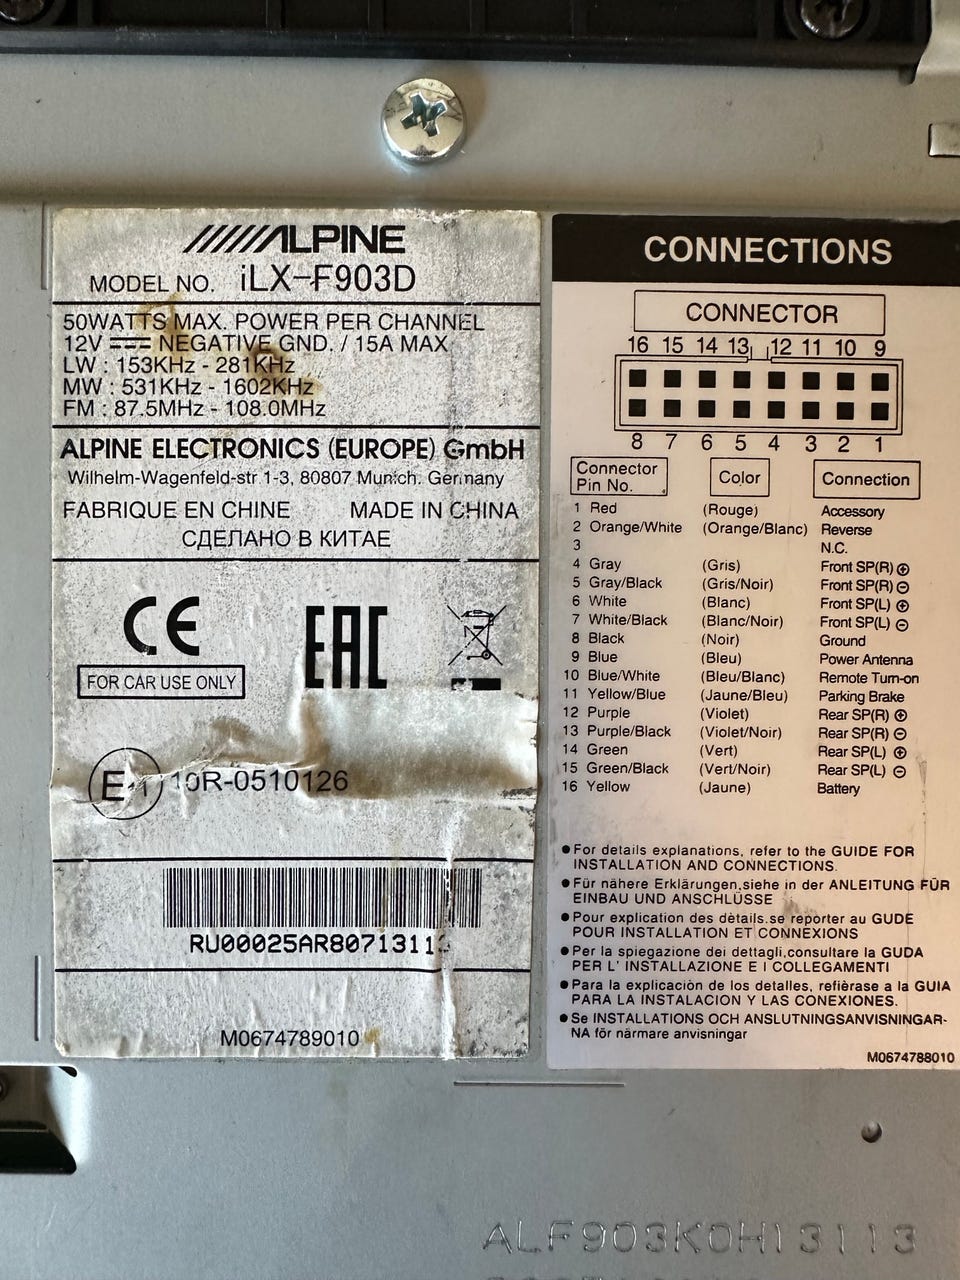 ALPINE
MODEL NO. iLX-F903D
50WATTS MAX. POWER PER CHANNEL
12V NEGATIVE GND. / 15A MAX
LW : 153KHz - 281KHz
MW : 531KHz - 1602KHz
FM : 87.5MHz - 108.0MHz
ALPINE ELECTRONICS (EUROPE) GmbH
Wilhelm-Wagenfeld-str 1-3, 80807 Munich. Germany
FABRIQUE EN CHINE MADE IN CHINA
СДЕЛАНО В КИТАЕ
CE EAC
FOR CAR USE ONLY
10R-0510126
RU00025AR8071311
M0674789010
CONNECTIONS
CONNECTOR
16 15 14 13 12 11 10 9
8 7 6 5 4 3 2 1
Connector Pin No. Color Connection
1 Red (Rouge) Accessory
2 Orange/White (Orange/Blanc) Reverse
3 N.C.
4 Gray (Gris) Front SP(R) ⊕
5 Gray/Black (Gris/Noir) Front SP(R) ⊖
6 White (Blanc) Front SP(L) ⊕
7 White/Black (Blanc/Noir) Front SP(L) ⊖
8 Black (Noir) Ground
9 Blue (Bleu) Power Antenna
10 Blue/White (Bleu/Blanc) Remote Turn-on
11 Yellow/Blue (Jaune/Bleu) Parking Brake
12 Purple (Violet) Rear SP(R) ⊕
13 Purple/Black (Violet/Noir) Rear SP(R) ⊖
14 Green (Vert) Rear SP(L) ⊕
15 Green/Black (Vert/Noir) Rear SP(L) ⊖
16 Yellow (Jaune) Battery
●For details explanations, refer to the GUIDE FOR
INSTALLATION AND CONNECTIONS.
●Für nähere Erklärungen,siehe in der ANLEITUNG FÜR
EINBAU UND ANSCHLÜSSE
●Pour explication des dètails.se reporter au GUDE
POUR INSTALLATION ET CONNEXIONS
●Per la spiegazione dei dettagli,consultare la GUDA
PER L' INSTALLAZIONE E I COLLEGAMENTI
●Para la explicación de los detalles, refièrase a la GUIA
PARA LA INSTALACION Y LAS CONEXIONES.
●Se INSTALLATIONS OCH ANSLUTNINGSANVISNINGAR-
NA för närmare anvisningar
M0674788010
ALF903K0H13113